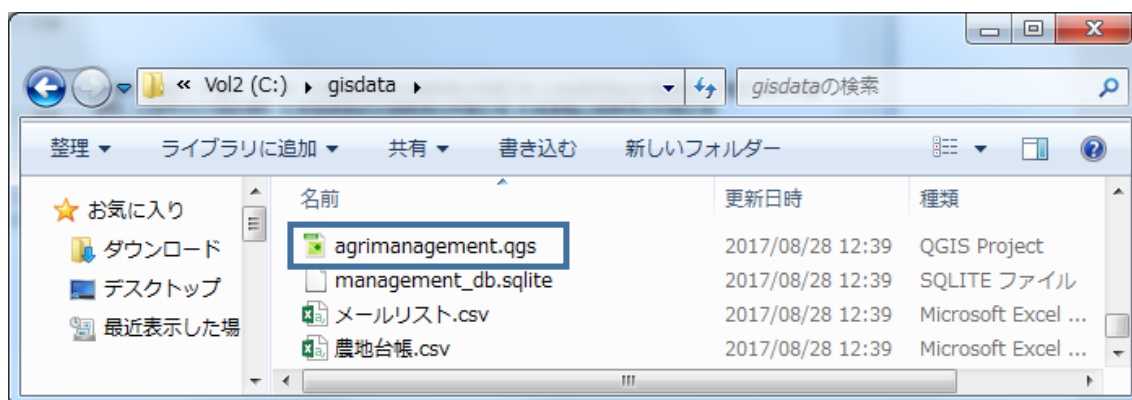 « Vol2 (C:) ▸ gisdata ▸
gisdataの検索
整理 ▼ ライブラリに追加 ▼ 共有 ▼ 書き込む 新しいフォルダー
お気に入り
ダウンロード
デスクトップ
最近表示した場
名前 更新日時 種類
agrimanagement.qgs 2017/08/28 12:39 QGIS Project
management_db.sqlite 2017/08/28 12:39 SQLITE ファイル
メールリスト.csv 2017/08/28 12:39 Microsoft Excel ...
農地台帳.csv 2017/08/28 12:39 Microsoft Excel ...